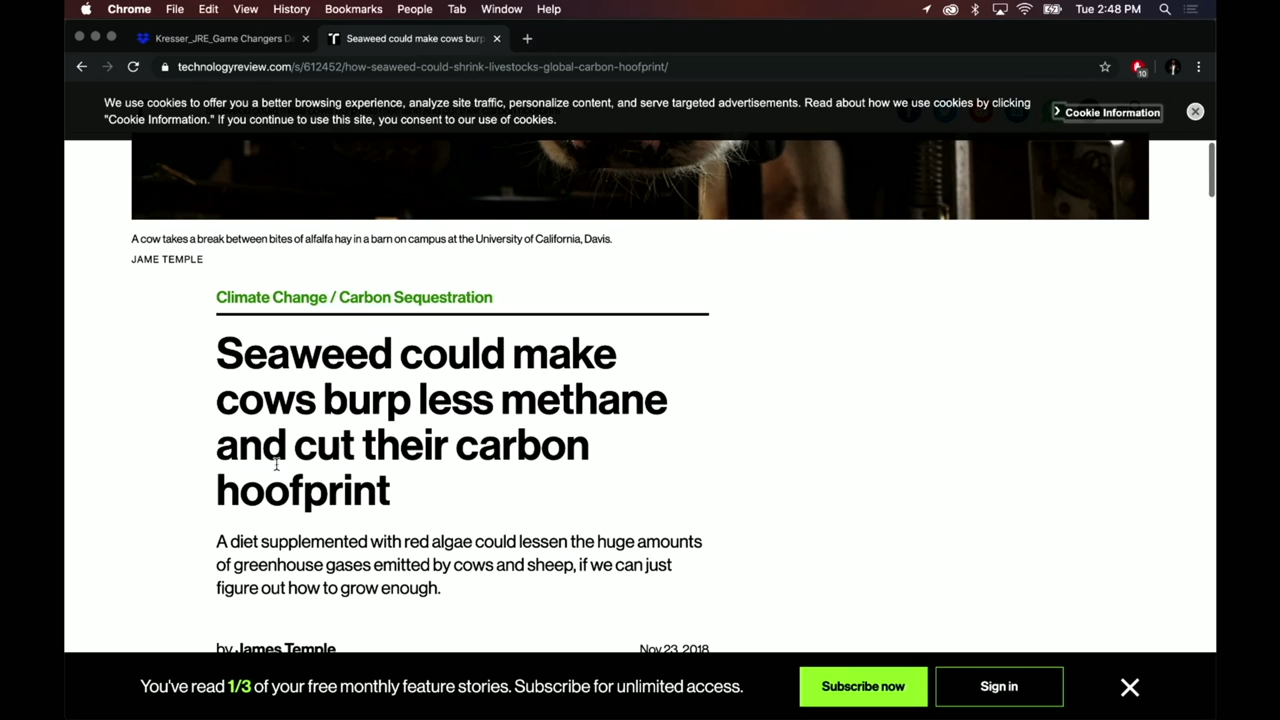 Chrome File Edit View History Bookmarks People Tab Window Help Tue 2:48 PM
Kresser_JRE_Game Changers D Seaweed could make cows burp
technologyreview.com/s/612452/how-seaweed-could-shrink-livestocks-global-carbon-hoofprint/ 10
We use cookies to offer you a better browsing experience, analyze site traffic, personalize content, and serve targeted advertisements. Read about how we use cookies by clicking
"Cookie Information." If you continue to use this site, you consent to our use of cookies.
Cookie Information
A cow takes a break between bites of alfalfa hay in a barn on campus at the University of California, Davis.
JAME TEMPLE
Climate Change / Carbon Sequestration
Seaweed could make
cows burp less methane
and cut their carbon
hoofprint
A diet supplemented with red algae could lessen the huge amounts
of greenhouse gases emitted by cows and sheep, if we can just
figure out how to grow enough.
by James Temple Nov 23, 2018
You've read 1/3 of your free monthly feature stories. Subscribe for unlimited access. Subscribe now Sign in